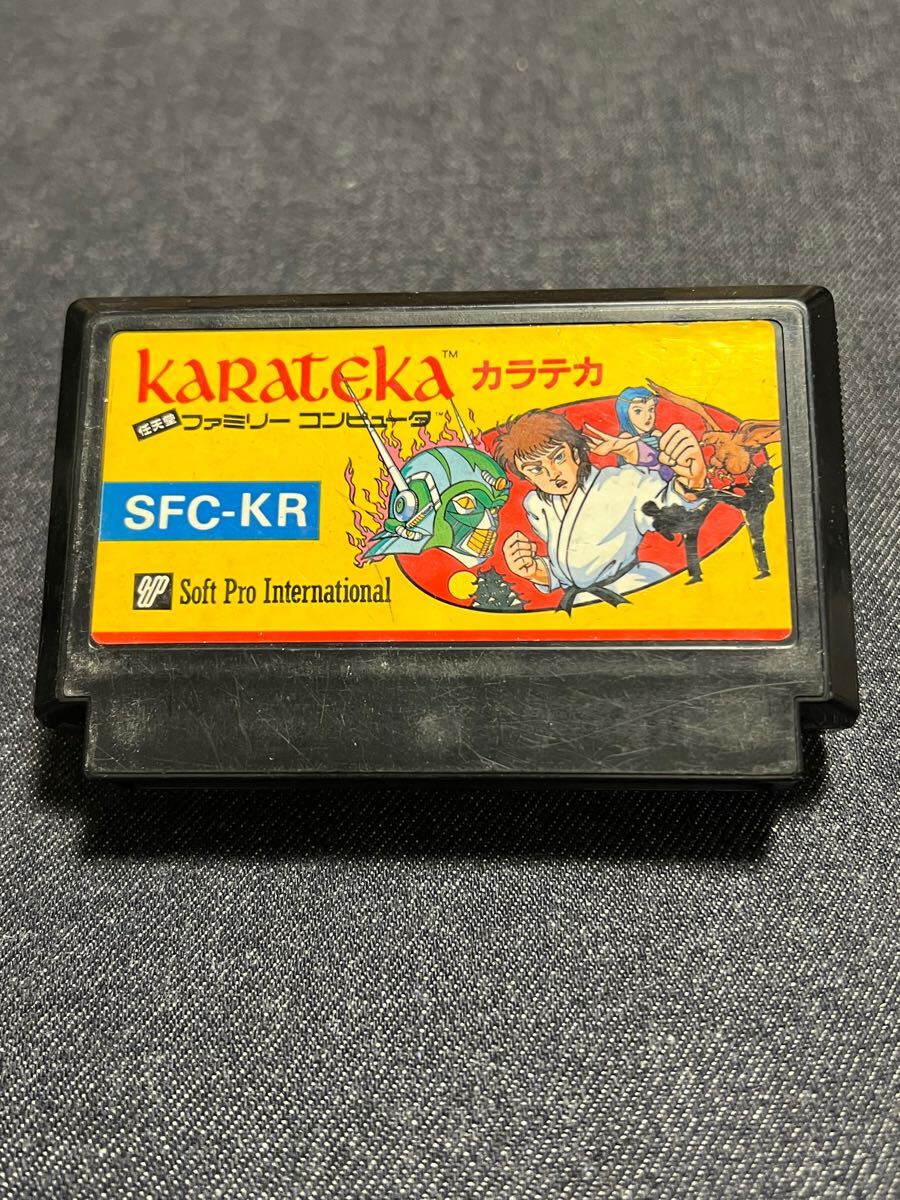 KARATEKA™ カラテカ
任天堂 ファミリー コンピュータ™
SFC-KR
Soft Pro International